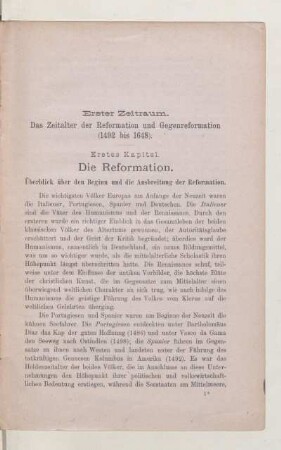 Erster Zeitraum.
Das Zeitalter der Reformation und Gegenreformation
(1492 bis 1648).
Erstes Kapitel.
Die Reformation.
Überblick über den Beginn und die Ausbreitung der Reformation.
Die wichtigsten Völker Europas am Anfange der Neuzeit waren
die Italiener, Portugiesen, Spanier und Deutschen. Die Italiener
sind die Väter des Humanismus und der Renaissance. Durch den
ersteren wurde ein richtiger Einblick in das Gesamtleben der beiden
klassischen Völker des Altertums gewonnen, der Autoritätsglaube
erschüttert und der Geist der Kritik begründet; überdies ward der
Humanismus, namentlich in Deutschland, ein neues Bildungsmittel,
was um so wichtiger wurde, als die mittelalterliche Scholastik ihren
Höhepunkt längst überschritten hatte. Die Renaissance schuf, teil-
weise unter dem Einfluss der antiken Vorbilder, die höchste Blüte
der christlichen Kunst, die im Gegensatze zum Mittelalter einen
überwiegend weltlichen Charakter an sich trug, wie auch infolge des
Humanismus die geistige Führung des Volkes vom Klerus auf die
weltlichen Gelehrten überging.
Die Portugiesen und Spanier waren am Beginne der Neuzeit die
kühnen Seefahrer. Die Portugiesen entdeckten unter Bartholomäus
Diaz das Kap der guten Hoffnung (1486) und unter Vasco da Gama
den Seeweg nach Ostindien (1498); die Spanier fuhren im Gegen-
satze zu ihnen nach Westen und landeten unter der Führung des
tatkräftigen Genuesen Kolumbus in Amerika (1492). Es war das
Heldenzeitalter der beiden Völker, die im Anschlusse an diese Unter-
nehmungen den Höhepunkt ihrer politischen und volkswirtschaft-
lichen Bedeutung erstiegen, während die Seestaaten am Mittelmeere,
1*